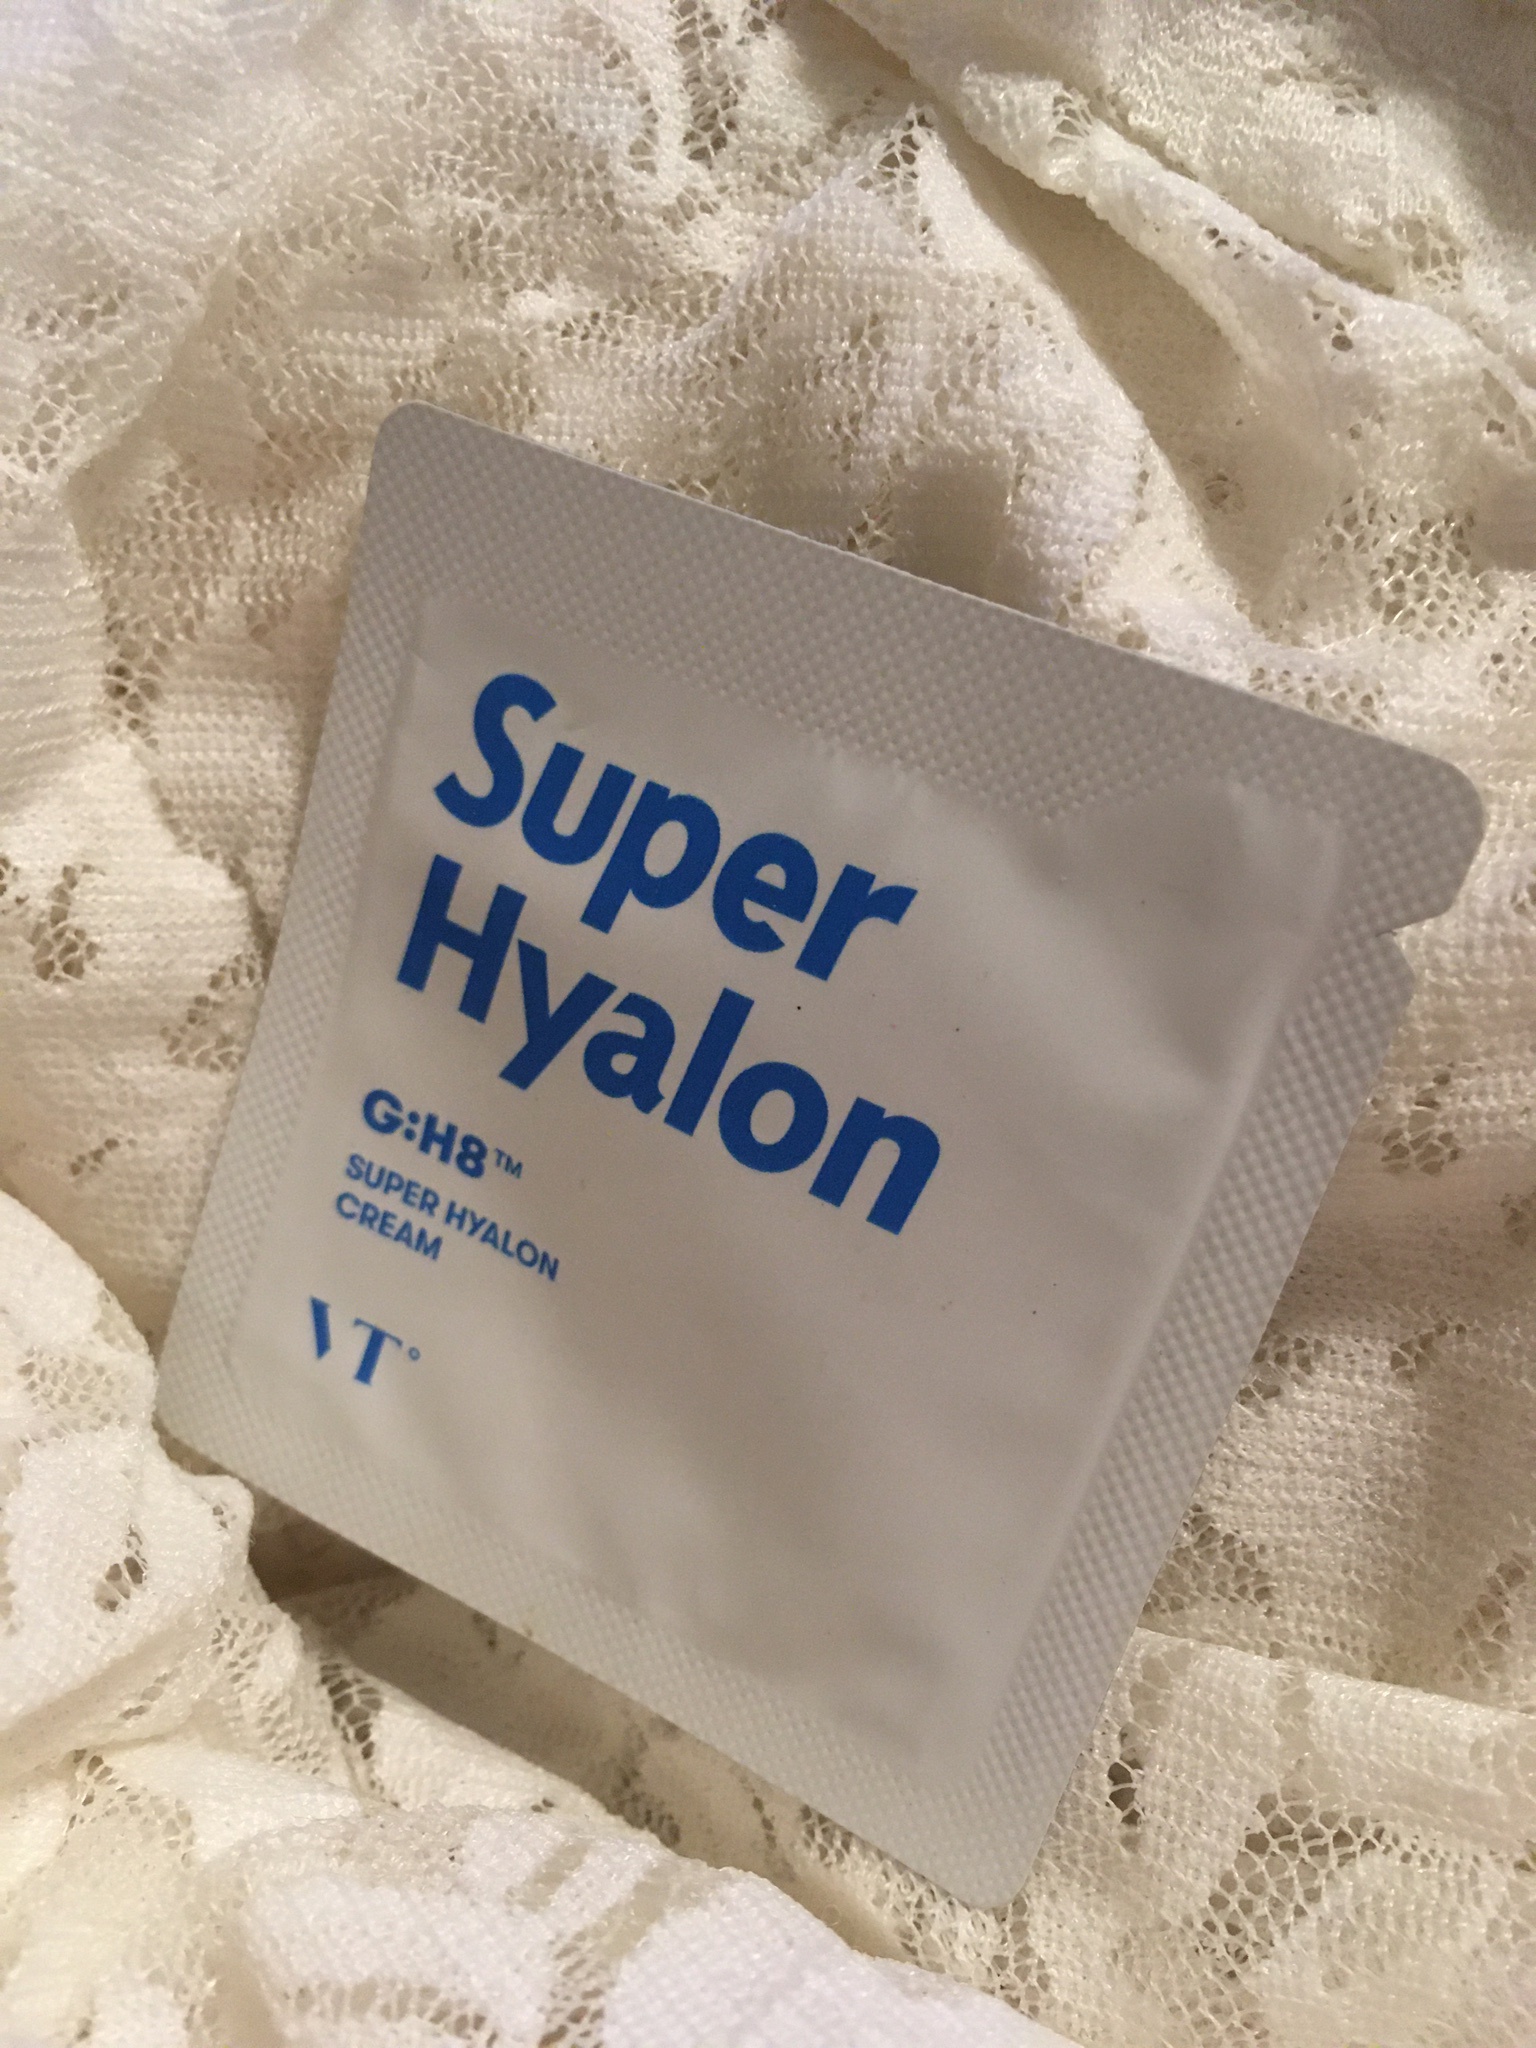 Super
Hyalon
G:H8™
SUPER HYALON
CREAM
VT°